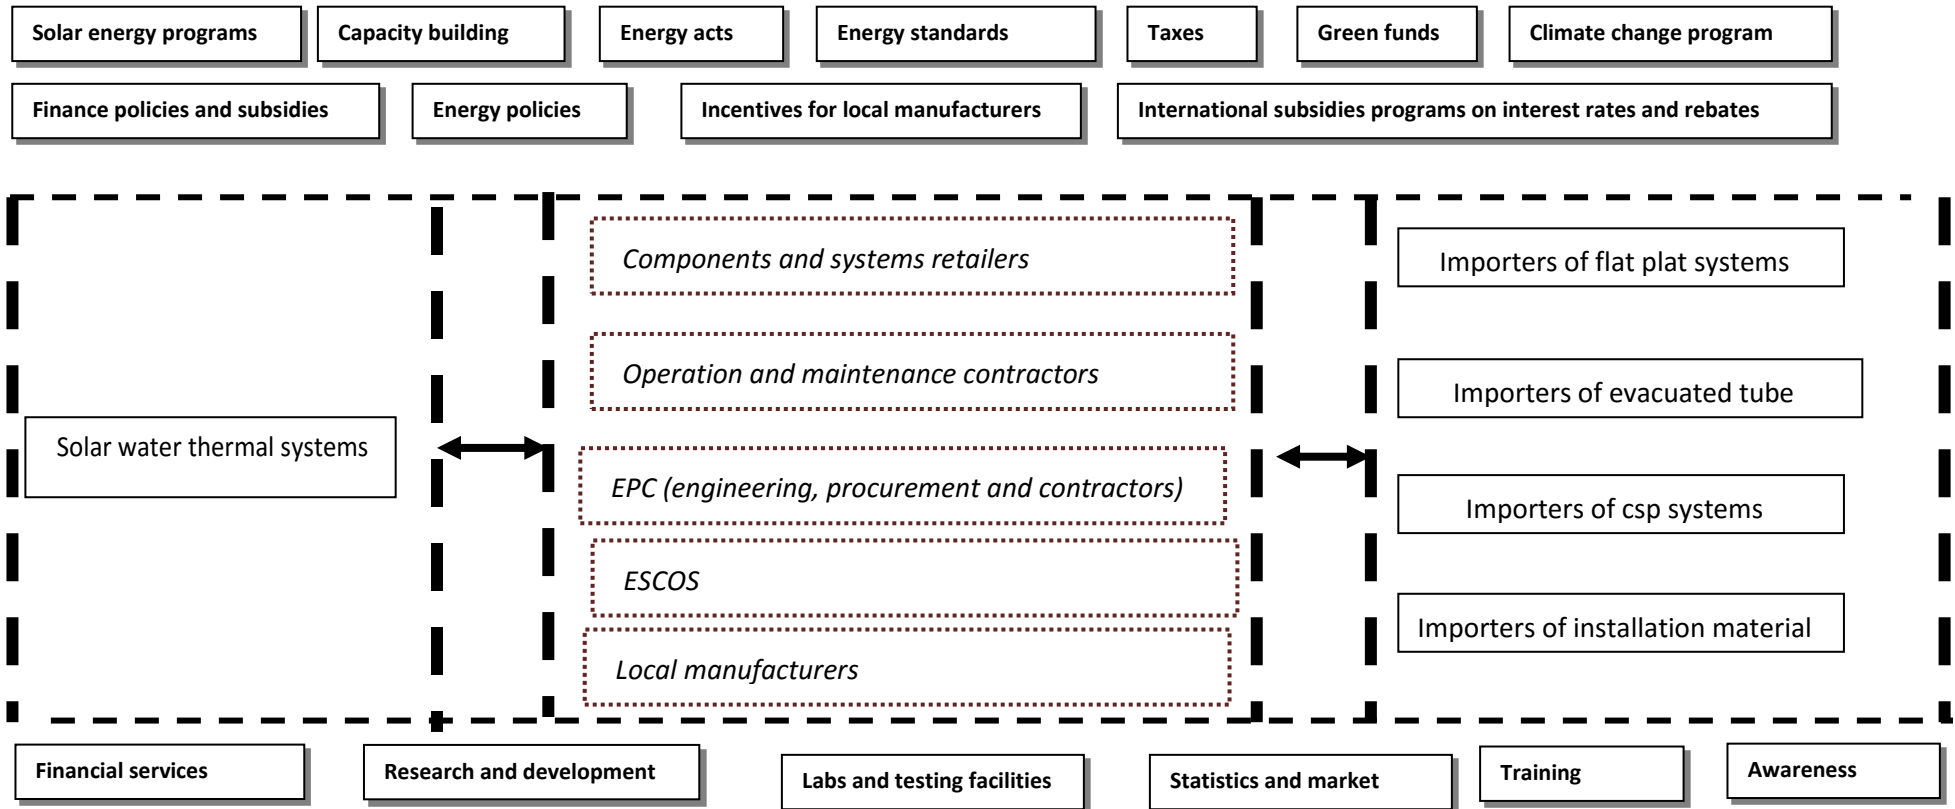 Solar energy programs
Capacity building
Energy acts
Energy standards
Taxes
Green funds
Climate change program
Finance policies and subsidies
Energy policies
Incentives for local manufacturers
International subsidies programs on interest rates and rebates
Solar water thermal systems
Components and systems retailers
Operation and maintenance contractors
EPC (engineering, procurement and contractors)
ESCOS
Local manufacturers
Importers of flat plat systems
Importers of evacuated tube
Importers of csp systems
Importers of installation material
Financial services
Research and development
Labs and testing facilities
Statistics and market
Training
Awareness